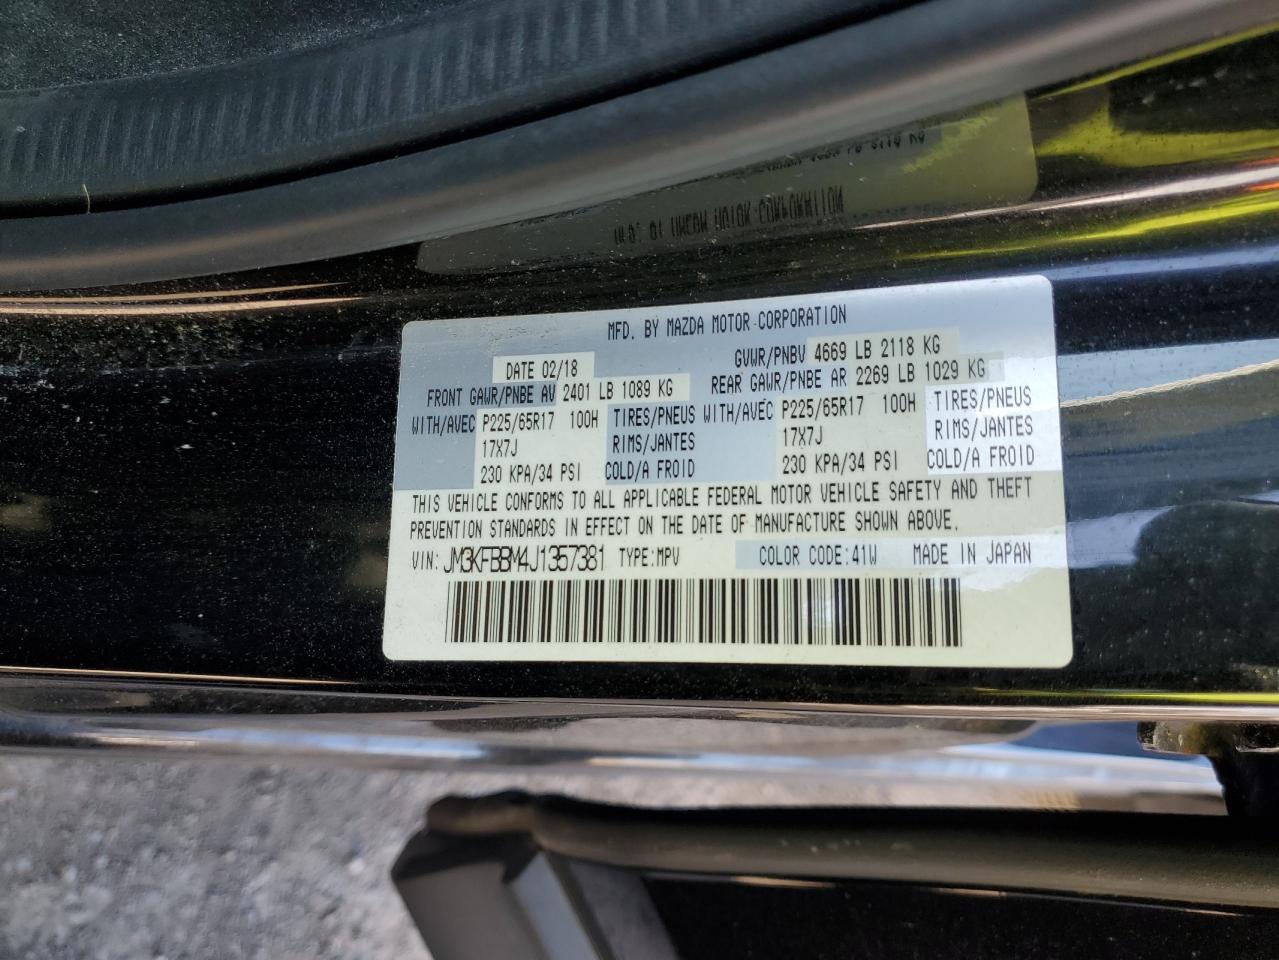 MFD. BY MAZDA MOTOR CORPORATION
DATE 02/18 GVWR/PNBV 4669 LB 2118 KG
FRONT GAWR/PNBE AV 2401 LB 1089 KG REAR GAWR/PNBE AR 2269 LB 1029 KG
WITH/AVEC P225/65R17 100H TIRES/PNEUS WITH/AVEC P225/65R17 100H TIRES/PNEUS
17X7J RIMS/JANTES 17X7J RIMS/JANTES
230 KPA/34 PSI COLD/A FROID 230 KPA/34 PSI COLD/A FROID
THIS VEHICLE CONFORMS TO ALL APPLICABLE FEDERAL MOTOR VEHICLE SAFETY AND THEFT
PREVENTION STANDARDS IN EFFECT ON THE DATE OF MANUFACTURE SHOWN ABOVE.
VIN: JM3KFBBM4J1357381 TYPE:MPV COLOR CODE:41W MADE IN JAPAN